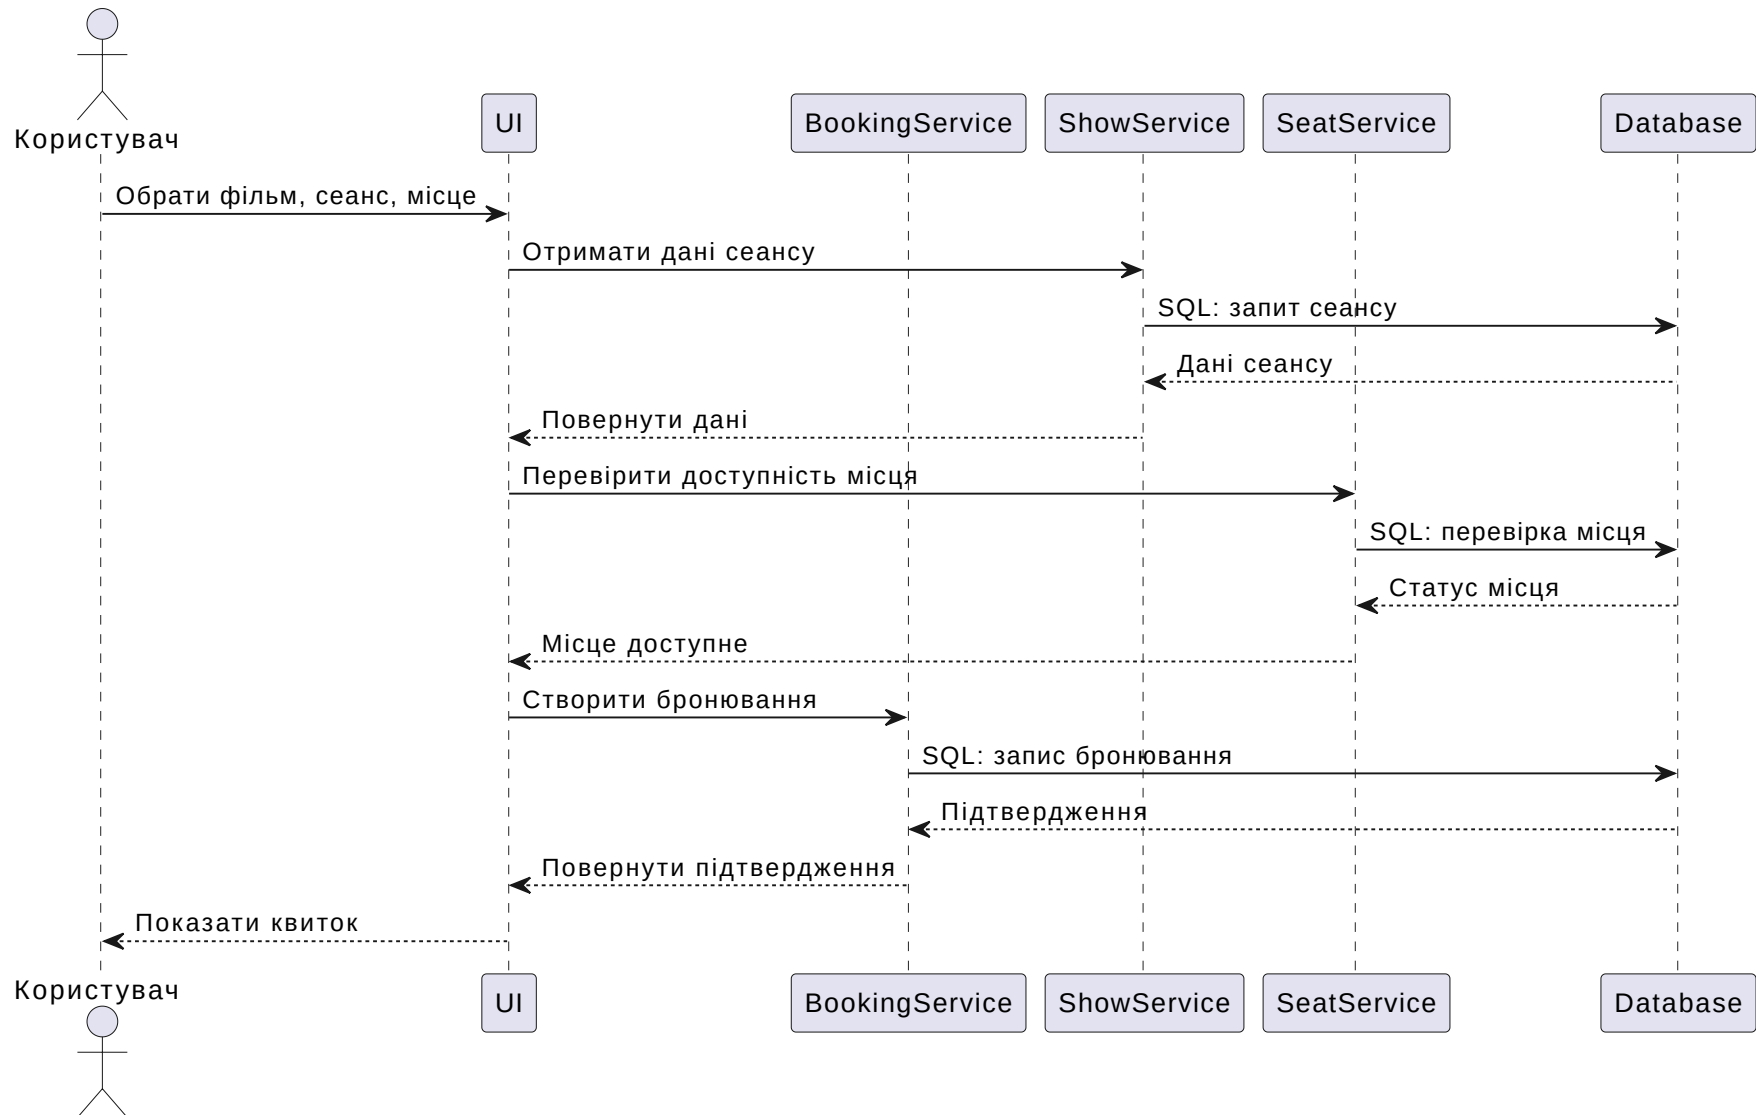 Користувач
UI
BookingService
ShowService
SeatService
Database
Обрати фільм, сеанс, місце
Отримати дані сеансу
SQL: запит сеансу
Дані сеансу
Повернути дані
Перевірити доступність місця
SQL: перевірка місця
Статус місця
Місце доступне
Створити бронювання
SQL: запис бронювання
Підтвердження
Повернути підтвердження
Показати квиток
Користувач
UI
BookingService
ShowService
SeatService
Database